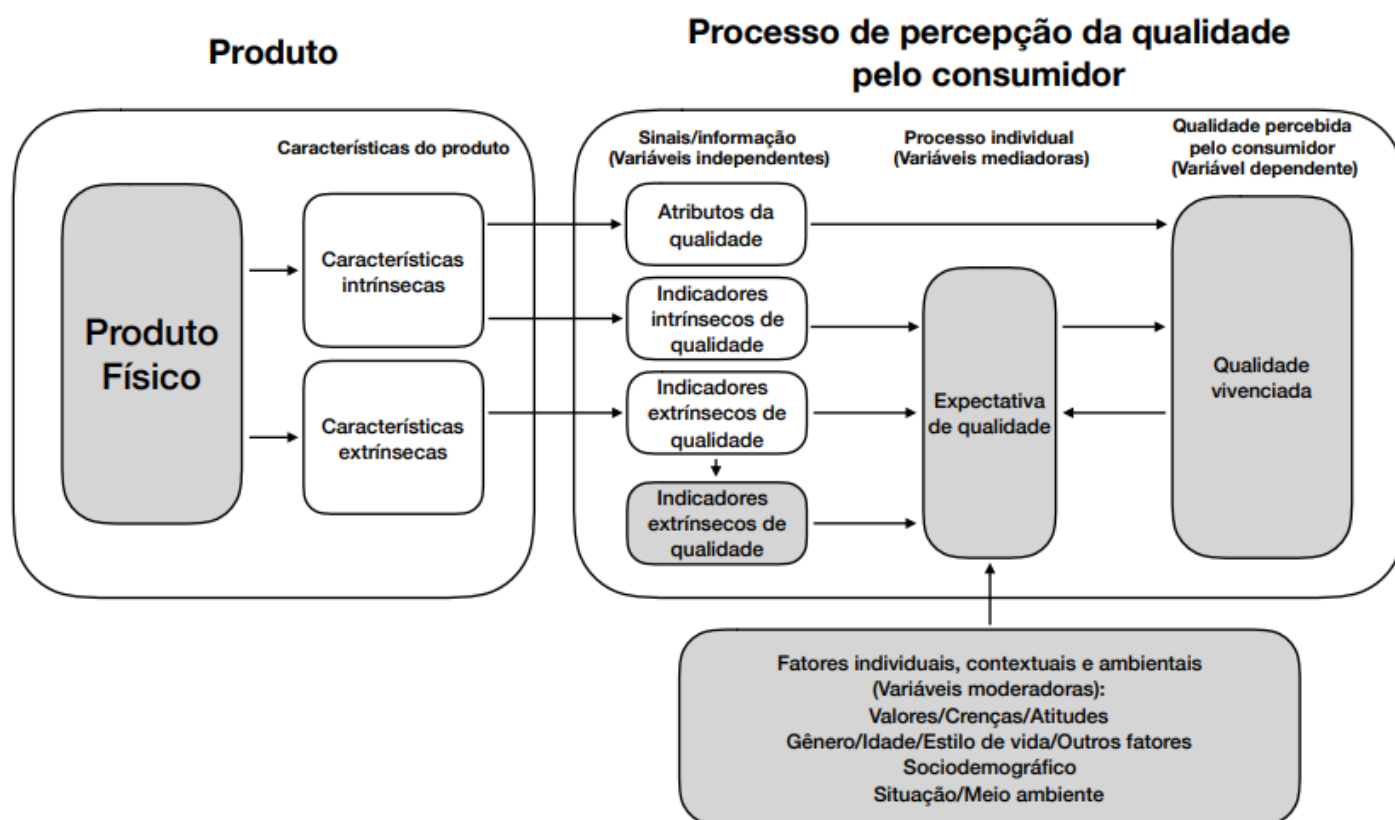 Produto
Processo de percepção da qualidade
pelo consumidor
Características do produto
Sinais/informação
(Variáveis independentes)
Processo individual
(Variáveis mediadoras)
Qualidade percebida
pelo consumidor
(Variável dependente)
Produto
Físico
Características
intrínsecas
Características
extrínsecas
Atributos da
qualidade
Indicadores
intrínsecos de
qualidade
Indicadores
extrínsecos de
qualidade
Indicadores
extrínsecos de
qualidade
Expectativa
de qualidade
Qualidade
vivenciada
Fatores individuais, contextuais e ambientais
(Variáveis moderadoras):
Valores/Crenças/Atitudes
Gênero/Idade/Estilo de vida/Outros fatores
Sociodemográfico
Situação/Meio ambiente